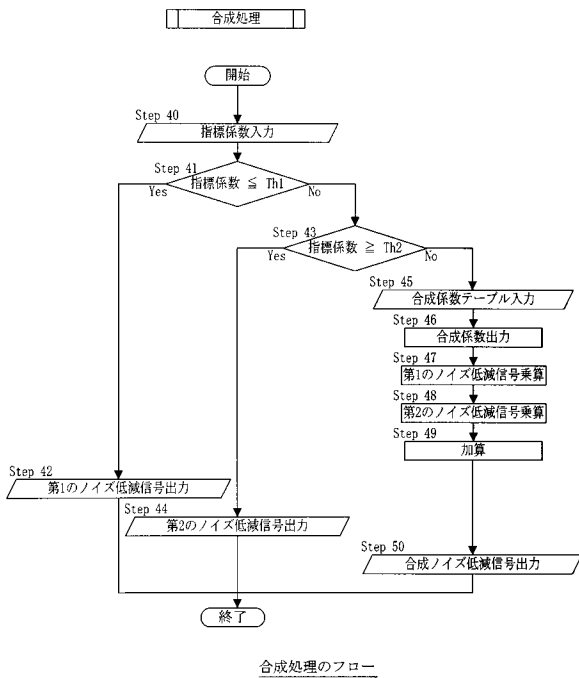 合成処理
開始
Step 40
指標係数入力
Step 41
指標係数 ≦ Th1
Yes
No
Step 43
指標係数 ≧ Th2
Yes
No
Step 45
合成係数テーブル入力
Step 46
合成係数出力
Step 47
第1のノイズ低減信号乗算
Step 48
第2のノイズ低減信号乗算
Step 49
加算
Step 42
第1のノイズ低減信号出力
Step 44
第2のノイズ低減信号出力
Step 50
合成ノイズ低減信号出力
終了
合成処理のフロー